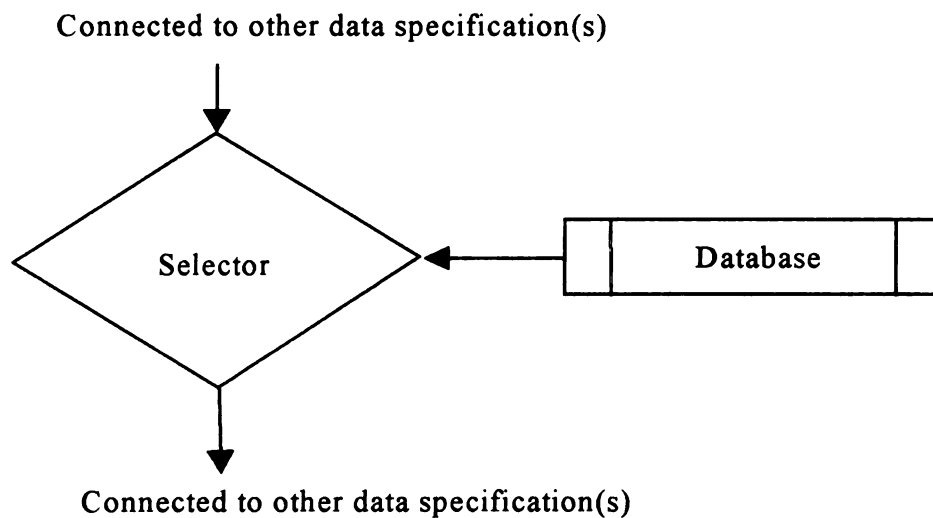 Connected to other data specification(s)
Selector
Database
Connected to other data specification(s)